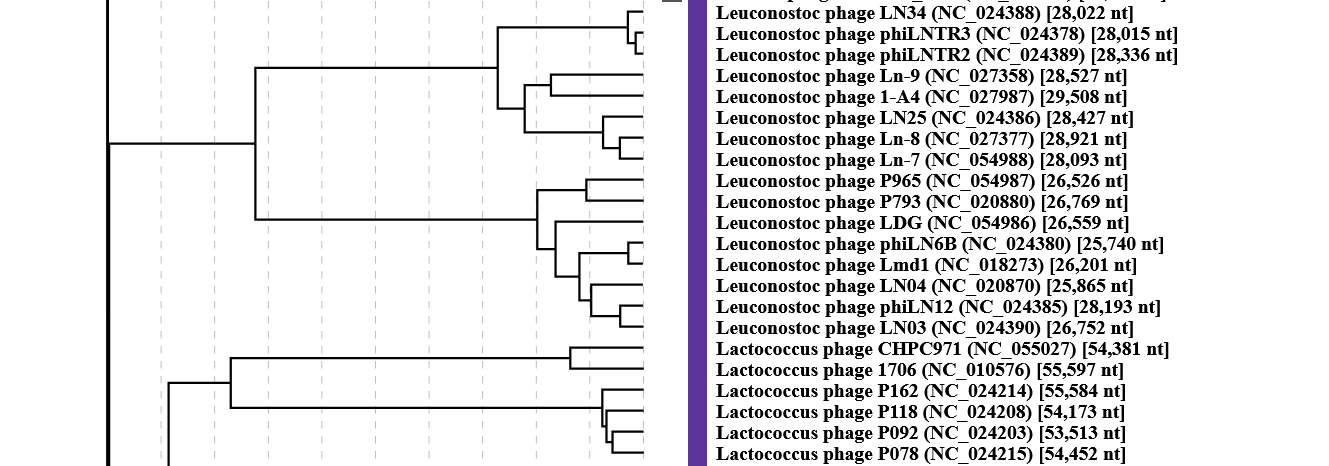 Leuconostoc phage LN34 (NC_024388) [28,022 nt]
Leuconostoc phage phiLNTR3 (NC_024378) [28,015 nt]
Leuconostoc phage phiLNTR2 (NC_024389) [28,336 nt]
Leuconostoc phage Ln-9 (NC_027358) [28,527 nt]
Leuconostoc phage 1-A4 (NC_027987) [29,508 nt]
Leuconostoc phage LN25 (NC_024386) [28,427 nt]
Leuconostoc phage Ln-8 (NC_027377) [28,921 nt]
Leuconostoc phage Ln-7 (NC_054988) [28,093 nt]
Leuconostoc phage P965 (NC_054987) [26,526 nt]
Leuconostoc phage P793 (NC_020880) [26,769 nt]
Leuconostoc phage LDG (NC_054986) [26,559 nt]
Leuconostoc phage phiLN6B (NC_024380) [25,740 nt]
Leuconostoc phage Lmd1 (NC_018273) [26,201 nt]
Leuconostoc phage LN04 (NC_020870) [25,865 nt]
Leuconostoc phage phiLN12 (NC_024385) [28,193 nt]
Leuconostoc phage LN03 (NC_024390) [26,752 nt]
Lactococcus phage CHPC971 (NC_055027) [54,381 nt]
Lactococcus phage 1706 (NC_010576) [55,597 nt]
Lactococcus phage P162 (NC_024214) [55,584 nt]
Lactococcus phage P118 (NC_024208) [54,173 nt]
Lactococcus phage P092 (NC_024203) [53,513 nt]
Lactococcus phage P078 (NC_024215) [54,452 nt]